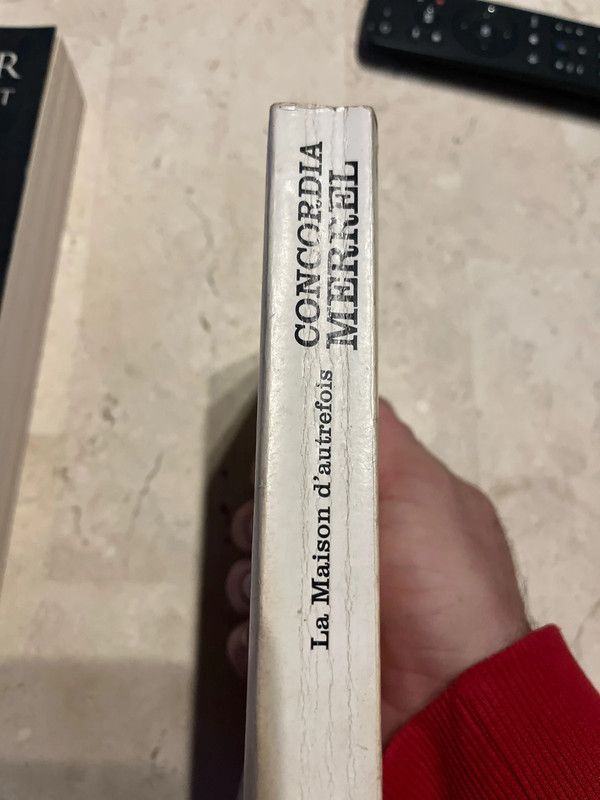 CONCORDIA
MERREL
La Maison d'autrefois
R
T